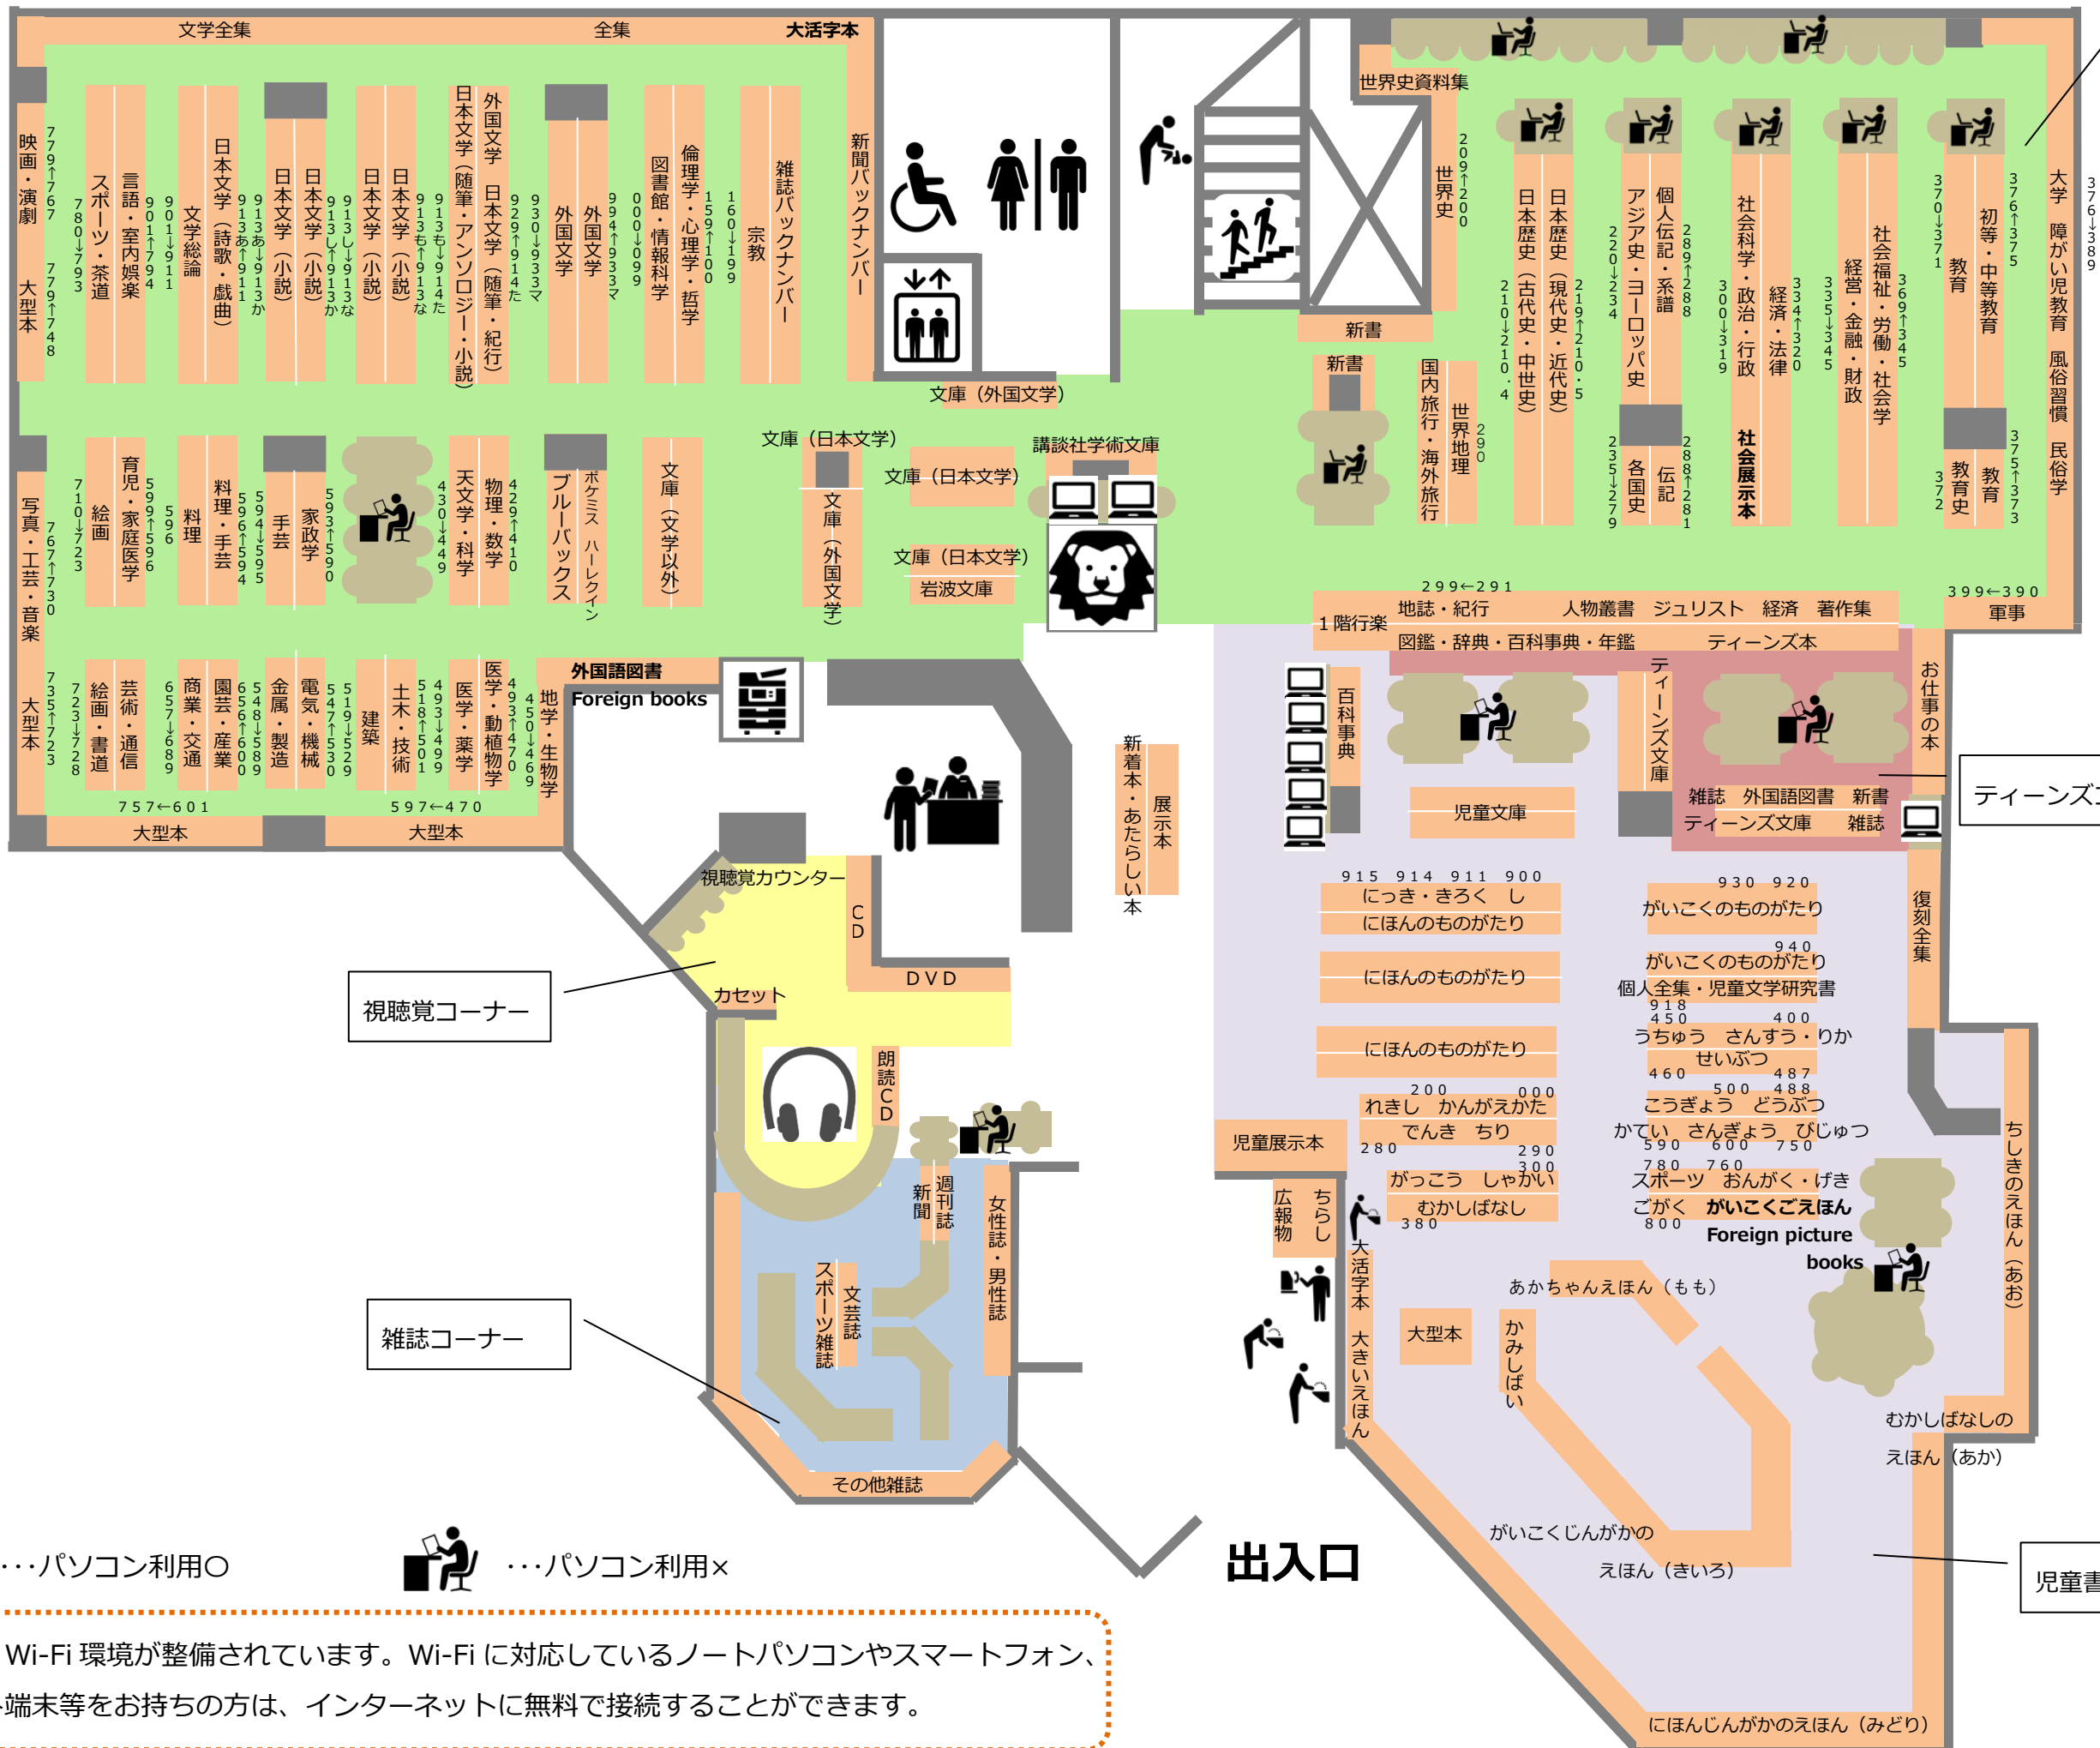 文学全集
全集
大活字本
映画・演劇
779↑767
大型本
779↑748
780→793
スポーツ・茶道
言語・室内娯楽
901↑794
901→911
文学総論
日本文学（詩歌・戯曲）
913あ↑911
913あ→913か
日本文学（小説）
日本文学（小説）
913し↑913か
913し→913な
日本文学（小説）
日本文学（小説）
913も↑913な
913も→914た
日本文学（随筆・アンソロジー・小説）
外国文学　日本文学（随筆・紀行）
929↑914た
930→933マ
外国文学
外国文学
994↑933マ
000→099
図書館・情報科学
倫理学・心理学・哲学
159↑100
160→199
宗教
雑誌バックナンバー
新聞バックナンバー
文庫（外国文学）
世界史資料集
世界史
209↑200
新書
新書
国内旅行・海外旅行
世界地理
290
210→210.4
日本歴史（古代史・中世史）
日本歴史（現代史・近代史）
219↑210.5
220→234
アジア史・ヨーロッパ史
個人伝記・系譜
289↑288
235→279
各国史
伝記
288↑281
300→319
社会科学・政治・行政
社会展示本
経済・法律
334↑320
335→345
経営・金融・財政
社会福祉・労働・社会学
369↑345
370→371
教育
初等・中等教育
376↑375
372
教育史
教育
375↑373
大学　障がい児教育　風俗習慣　民俗学
376→389
399←390
軍事
写真・工芸・音楽
767↑730
710→723
絵画
育児・家庭医学
599↑596
596
料理
料理・手芸
596↑594
594→595
手芸
家政学
593↑590
430→449
天文学・科学
物理・数学
429↑410
ブルーバックス
ポケミス　ハーレクイン
文庫（文学以外）
文庫（日本文学）
文庫（外国文学）
文庫（日本文学）
文庫（日本文学）
岩波文庫
講談社学術文庫
大型本
735↑723
723→728
絵画・書道
芸術・通信
657→689
商業・交通
園芸・産業
656↑600
548→589
金属・製造
電気・機械
547↑530
519→529
建築
土木・技術
518↑501
493→499
医学・薬学
医学・動植物学
493↑470
450→469
地学・生物学
外国語図書
Foreign books
757←601
大型本
597←470
大型本
299←291
1階行楽
地誌・紀行
人物叢書　ジュリスト　経済　著作集
図鑑・辞典・百科事典・年鑑
ティーンズ本
百科事典
ティーンズ文庫
お仕事の本
児童文庫
雑誌　外国語図書　新書
ティーンズ文庫　雑誌
ティーンズコ
新着本・あたらしい本
展示本
視聴覚カウンター
CD
DVD
カセット
朗読CD
視聴覚コーナー
915　914　911　900
にっき・きろく　し
にほんのものがたり
930　920
がいこくのものがたり
復刻全集
にほんのものがたり
940
がいこくのものがたり
個人全集・児童文学研究書
918
にほんのものがたり
450　400
うちゅう　さんすう・りか
せいぶつ
460　487
200　000
れきし　かんがえかた
でんき　ちり
280　290
500　488
こうぎょう　どうぶつ
かてい　さんぎょう　びじゅつ
590　600　750
児童展示本
300
がっこう　しゃかい
むかしばなし
380
780　760
スポーツ　おんがく・げき
ごがく　がいこくごえほん
800
Foreign picture
books
ちしきのえほん（あお）
新聞
週刊誌
女性誌・男性誌
スポーツ雑誌
文芸誌
その他雑誌
雑誌コーナー
広報物
ちらし
大活字本　大きいえほん
大型本
かみしばい
あかちゃんえほん（もも）
むかしばなしの
えほん（あか）
がいこくじんがかの
えほん（きいろ）
にほんじんがかのえほん（みどり）
児童書
出入口
･･･パソコン利用〇
･･･パソコン利用×
Wi-Fi 環境が整備されています。Wi-Fi に対応しているノートパソコンやスマートフォン、
端末等をお持ちの方は、インターネットに無料で接続することができます。